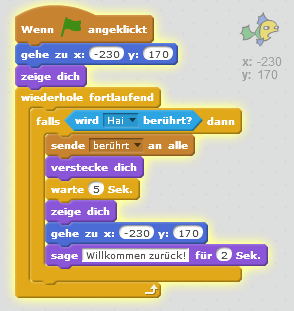 Wenn angeklickt
gehe zu x: -230 y: 170
zeige dich
wiederhole fortlaufend
falls wird Hai berührt? dann
sende berührt an alle
verstecke dich
warte 5 Sek.
zeige dich
gehe zu x: -230 y: 170
sage Willkommen zurück! für 2 Sek.
x: -230
y: 170